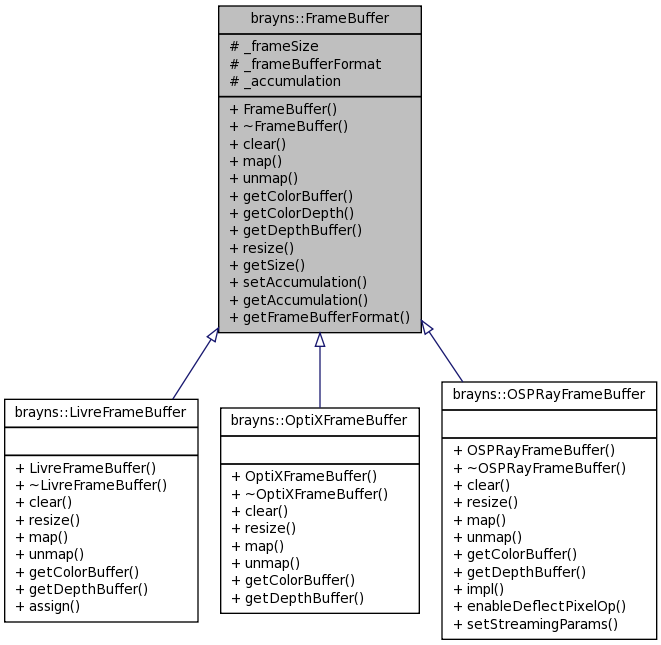 brayns::FrameBuffer
# _frameSize
# _frameBufferFormat
# _accumulation
+ FrameBuffer()
+ ~FrameBuffer()
+ clear()
+ map()
+ unmap()
+ getColorBuffer()
+ getColorDepth()
+ getDepthBuffer()
+ resize()
+ getSize()
+ setAccumulation()
+ getAccumulation()
+ getFrameBufferFormat()
brayns::LivreFrameBuffer
+ LivreFrameBuffer()
+ ~LivreFrameBuffer()
+ clear()
+ resize()
+ map()
+ unmap()
+ getColorBuffer()
+ getDepthBuffer()
+ assign()
brayns::OptiXFrameBuffer
+ OptiXFrameBuffer()
+ ~OptiXFrameBuffer()
+ clear()
+ resize()
+ map()
+ unmap()
+ getColorBuffer()
+ getDepthBuffer()
brayns::OSPRayFrameBuffer
+ OSPRayFrameBuffer()
+ ~OSPRayFrameBuffer()
+ clear()
+ resize()
+ map()
+ unmap()
+ getColorBuffer()
+ getDepthBuffer()
+ impl()
+ enableDeflectPixelOp()
+ setStreamingParams()